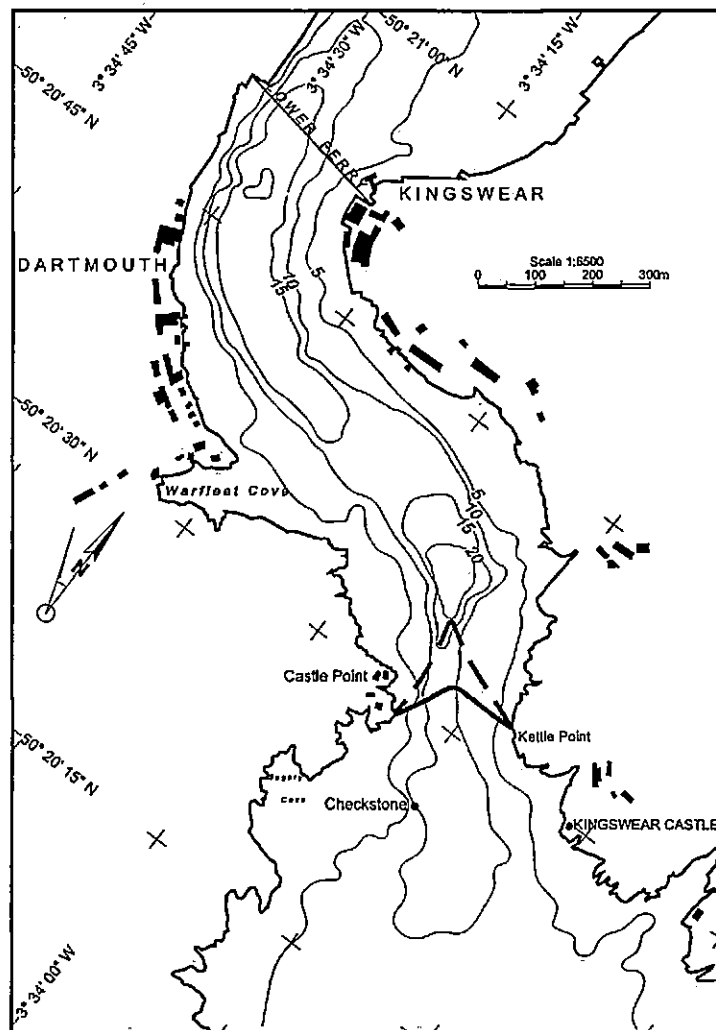 3° 34' 45" W
3° 34' 30" W
50° 21' 00" N
3° 34' 15" W
50° 20' 45" N
LOWER FERRY
KINGSWEAR
DARTMOUTH
Scale 1:6500
0 100 200 300m
5
10
15
50° 20' 30" N
Warfleet Cove
5
10
15
20
N
Castle Point
Kettle Point
50° 20' 15" N
Cove
Checkstone
KINGSWEAR CASTLE
3° 34' 00" W